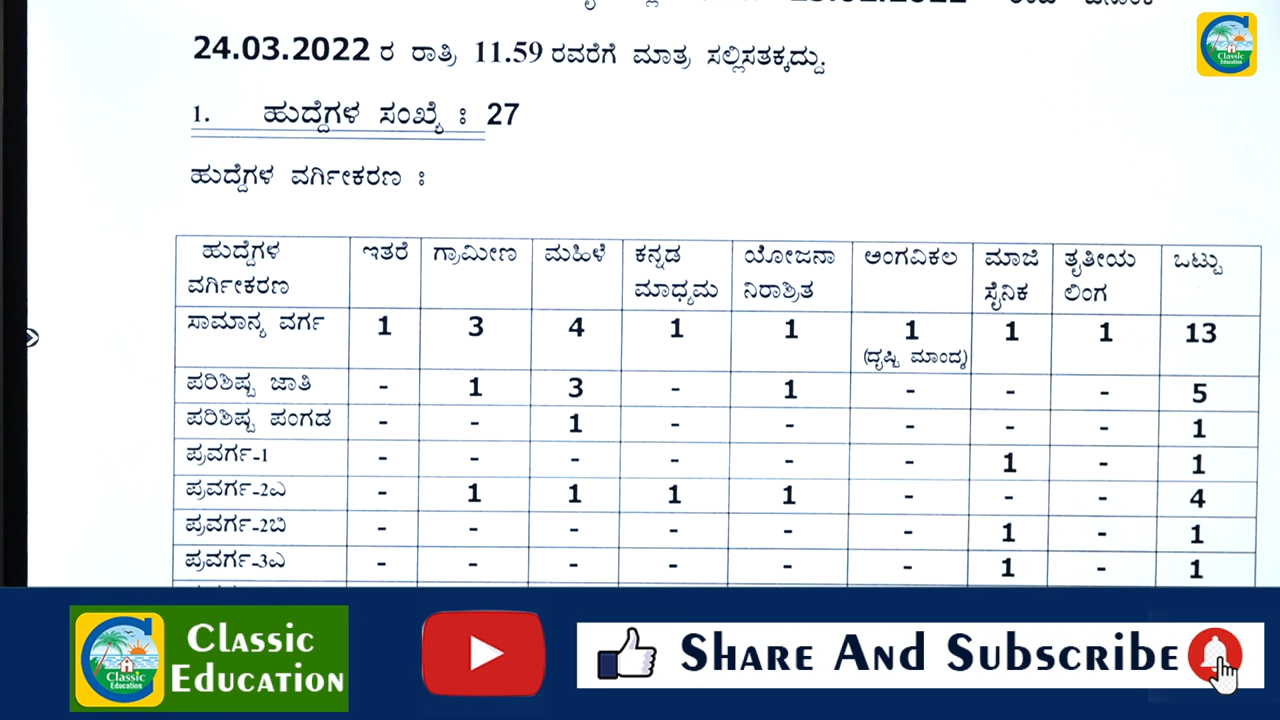 24.03.2022 ರ ರಾತ್ರಿ 11.59 ರವರೆಗೆ ಮಾತ್ರ ಸಲ್ಲಿಸತಕ್ಕದ್ದು.
Classic
Education
1. ಹುದ್ದೆಗಳ ಸಂಖ್ಯೆ : 27
ಹುದ್ದೆಗಳ ವರ್ಗೀಕರಣ :
ಹುದ್ದೆಗಳ ವರ್ಗೀಕರಣ ಇತರೆ ಗ್ರಾಮೀಣ ಮಹಿಳೆ ಕನ್ನಡ ಮಾಧ್ಯಮ ಯೋಜನಾ ನಿರಾಶ್ರಿತ ಅಂಗವಿಕಲ ಮಾಜಿ ಸೈನಿಕ ತೃತೀಯ ಲಿಂಗ ಒಟ್ಟು
ಸಾಮಾನ್ಯ ವರ್ಗ 1 3 4 1 1 1 (ದೃಷ್ಟಿ ಮಾಂದ್ಯ) 1 1 13
ಪರಿಶಿಷ್ಟ ಜಾತಿ - 1 3 - 1 - - - 5
ಪರಿಶಿಷ್ಟ ಪಂಗಡ - - 1 - - - - - 1
ಪ್ರವರ್ಗ-1 - - - - - - 1 - 1
ಪ್ರವರ್ಗ-2ಎ - 1 1 1 1 - - - 4
ಪ್ರವರ್ಗ-2ಬಿ - - - - - - 1 - 1
ಪ್ರವರ್ಗ-3ಎ - - - - - - 1 - 1
Classic
Education
Classic
Education
Share And Subscribe